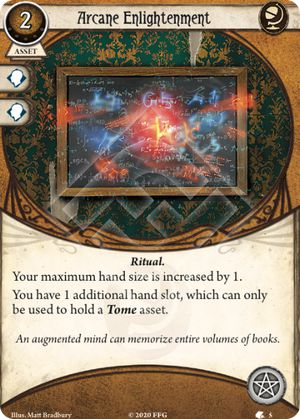 Arcane Enlightenment
2
ASSET
Ritual.
Your maximum hand size is increased by 1.
You have 1 additional hand slot, which can only
be used to hold a Tome asset.
An augmented mind can memorize entire volumes of books.
Illus. Matt Bradbury
© 2020 FFG
5